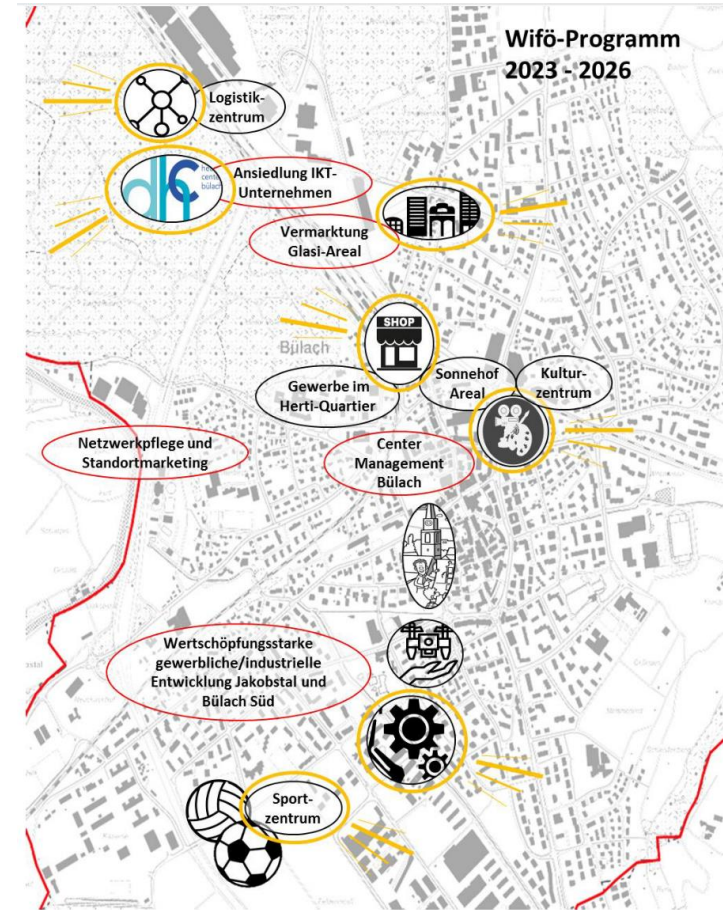 Wifö-Programm
2023 - 2026
Logistik-
zentrum
dhc
bülach
Ansiedlung IKT-
Unternehmen
Vermarktung
Glasi-Areal
SHOP
Bülach
Gewerbe im
Herti-Quartier
Sonnehof
Areal
Kultur-
zentrum
Netzwerkpflege und
Standortmarketing
Center
Management
Bülach
Wertschöpfungsstarke
gewerbliche/industrielle
Entwicklung Jakobstal und
Bülach Süd
Sport-
zentrum